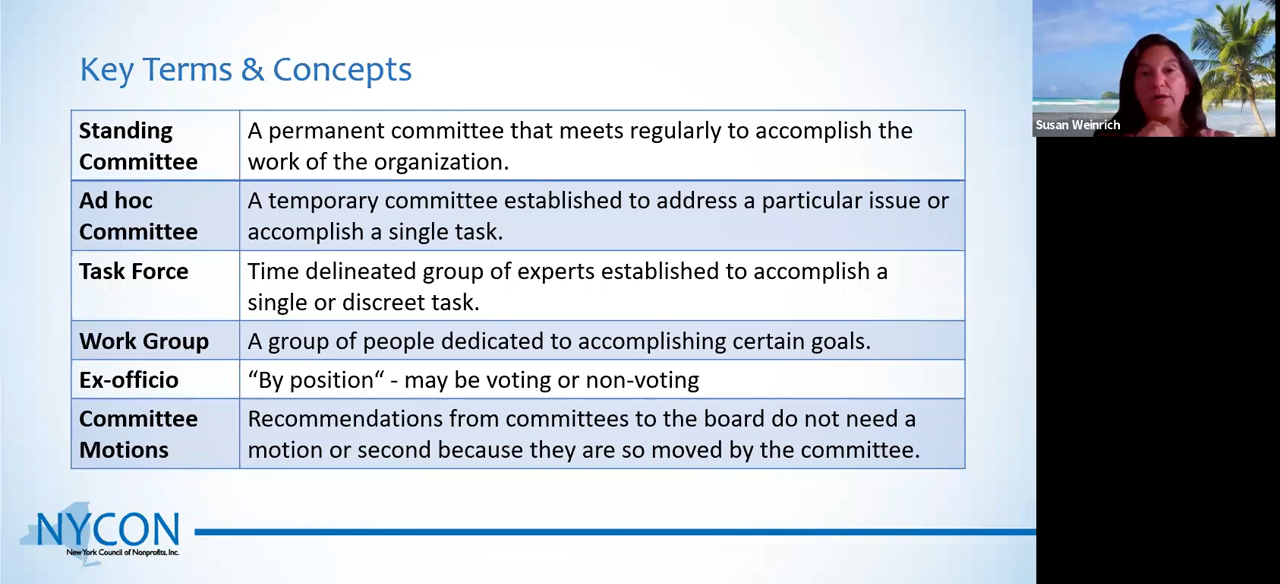 Key Terms & Concepts
Standing
Committee
A permanent committee that meets regularly to accomplish the
work of the organization.
Ad hoc
Committee
A temporary committee established to address a particular issue or
accomplish a single task.
Task Force
Time delineated group of experts established to accomplish a
single or discreet task.
Work Group
A group of people dedicated to accomplishing certain goals.
Ex-officio
“By position“ - may be voting or non-voting
Committee
Motions
Recommendations from committees to the board do not need a
motion or second because they are so moved by the committee.
NYCON
New York Council of Nonprofits, Inc.
Susan Weinrich